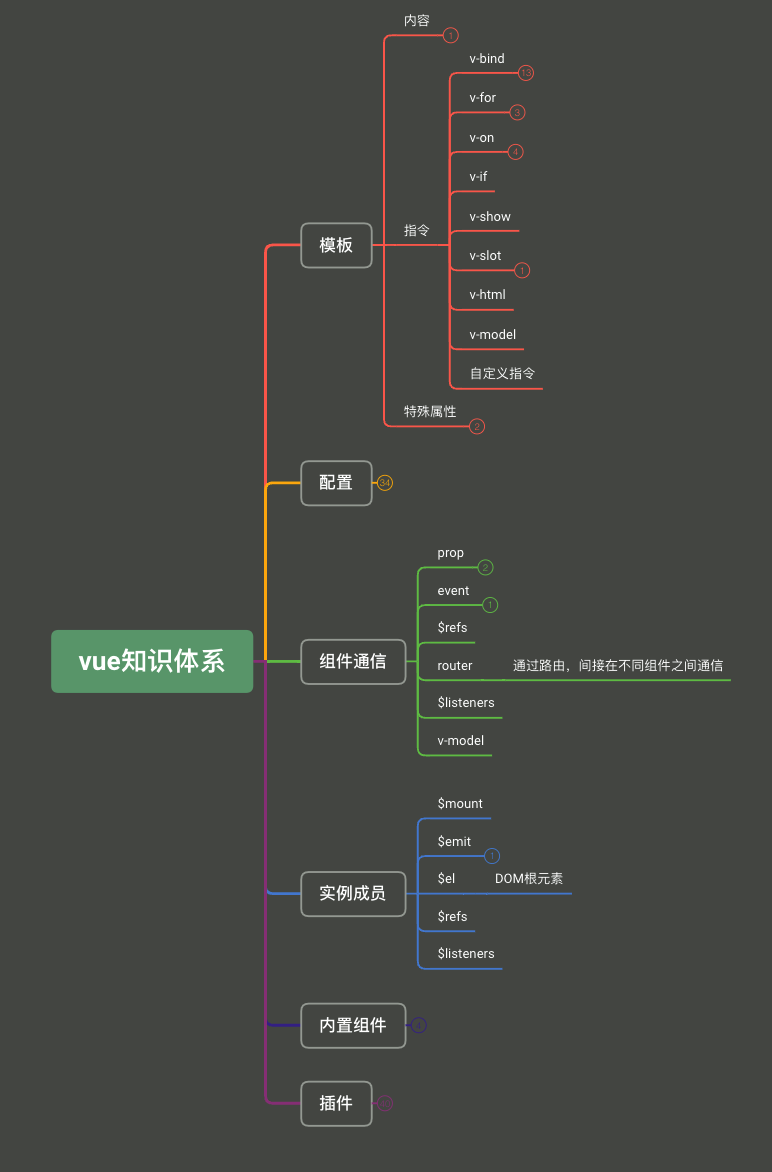 内容
1
v-bind
13
v-for
3
v-on
4
v-if
指令
v-show
v-slot
1
v-html
v-model
自定义指令
特殊属性
2
模板
配置
34
prop
2
event
1
$refs
vue知识体系
组件通信
router
通过路由，间接在不同组件之间通信
$listeners
v-model
$mount
$emit
1
实例成员
$el
DOM根元素
$refs
$listeners
内置组件
插件